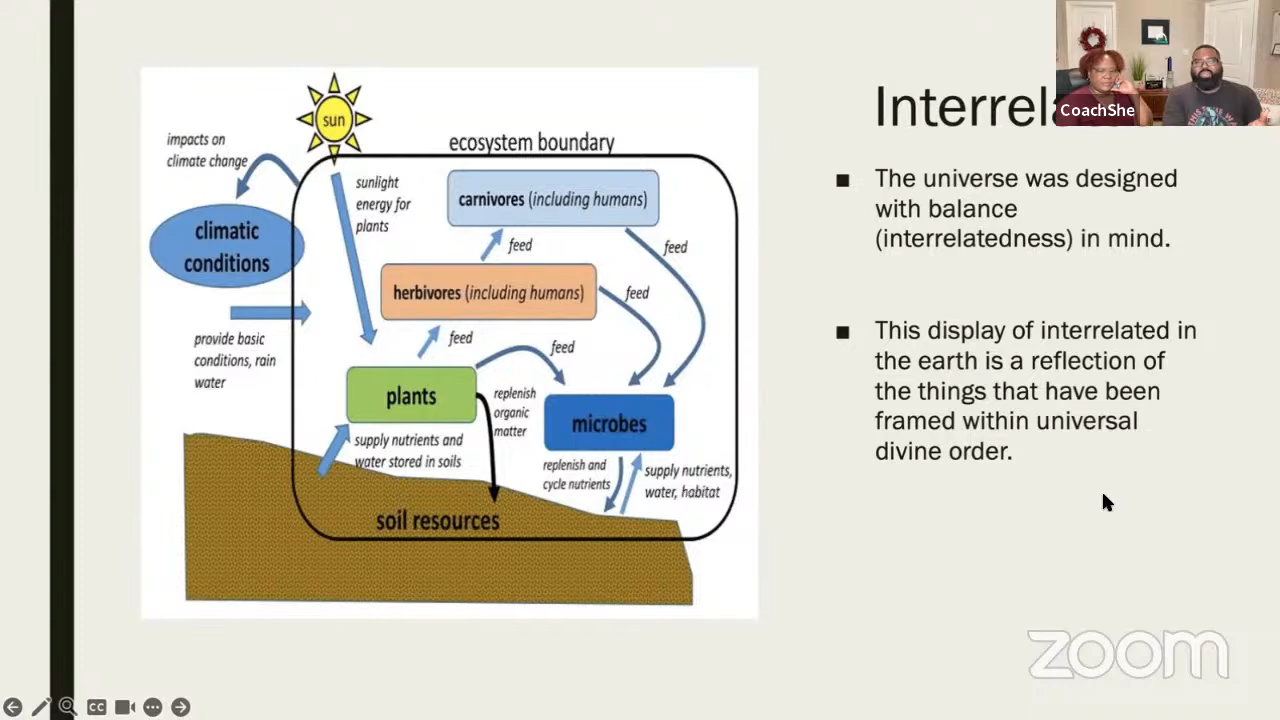 Interrela
CoachShe
The universe was designed
with balance
(interrelatedness) in mind.
This display of interrelated in
the earth is a reflection of
the things that have been
framed within universal
divine order.
sun
ecosystem boundary
impacts on
climate change
climatic
conditions
provide basic
conditions, rain
water
sunlight
energy for
plants
carnivores (including humans)
feed
feed
herbivores (including humans)
feed
feed
feed
plants
replenish
organic
matter
microbes
supply nutrients and
water stored in soils
replenish and
cycle nutrients
supply nutrients,
water, habitat
soil resources
zoom
CC